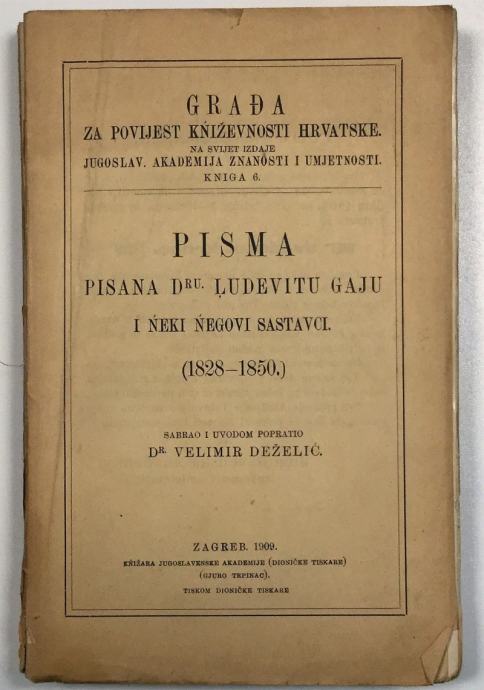 GRAĐA
ZA POVIJEST KŃIŽEVNOSTI HRVATSKE.
NA SVIJET IZDAJE
JUGOSLAV. AKADEMIJA ZNANOSTI I UMJETNOSTI.
KNIGA 6.
PISMA
PISANA DRU. ĻUDEVITU GAJU
I ŃEKI ŃEGOVI SASTAVCI.
(1828–1850.)
SABRAO I UVODOM POPRATIO
DR. VELIMIR DEŽELIĆ.
ZAGREB. 1909.
KŃIŽARA JUGOSLAVENSKE AKADEMIJE (DIONIČKE TISKARE)
(GJURO TRPINAC).
TISKOM DIONIČKE TISKARE